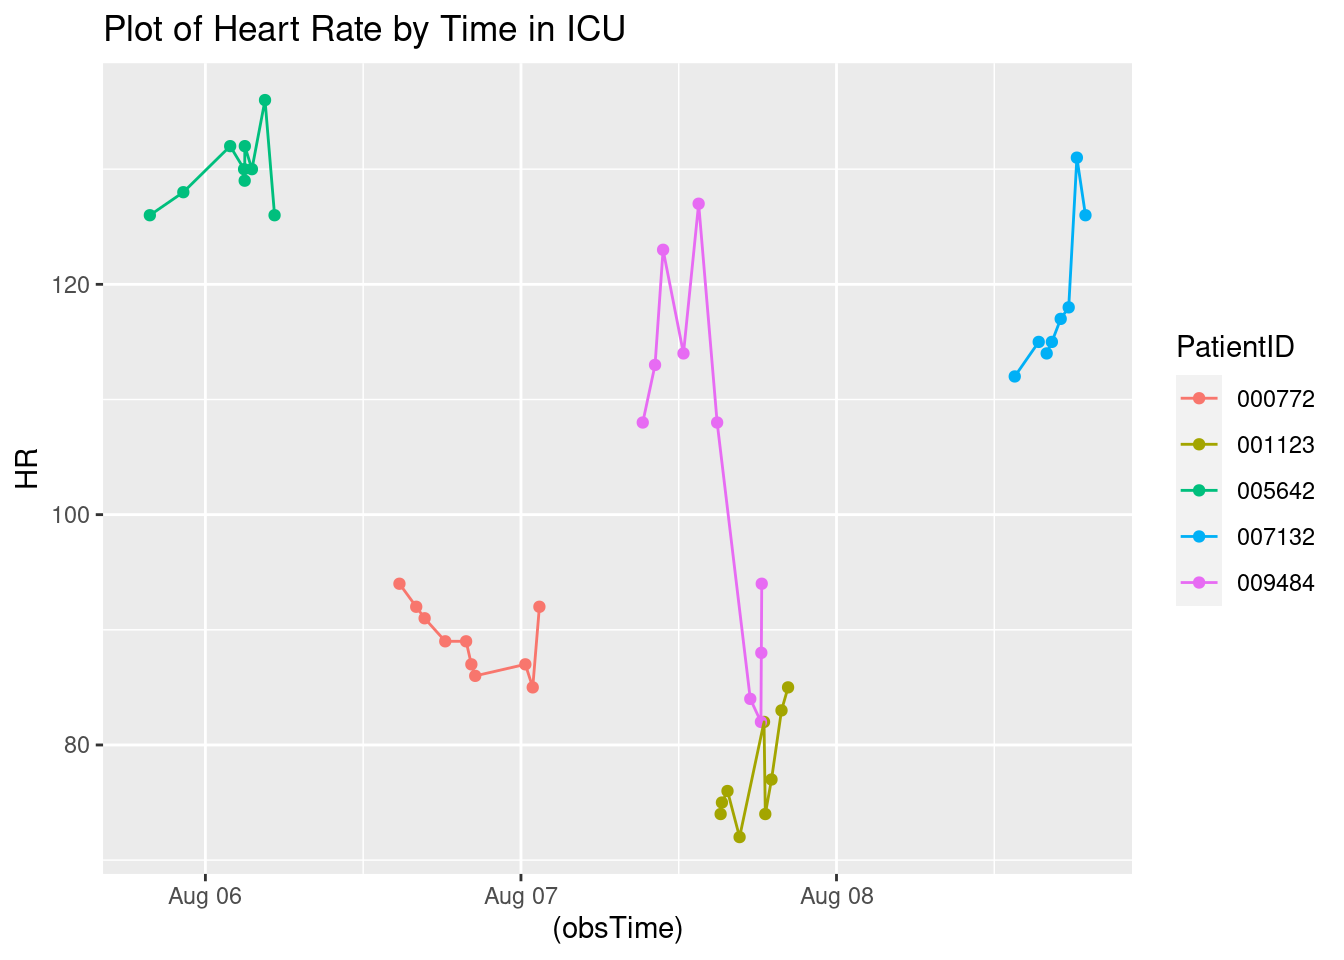 Plot of Heart Rate by Time in ICU
HR
120
100
80
Aug 06
Aug 07
Aug 08
(obsTime)
PatientID
000772
001123
005642
007132
009484